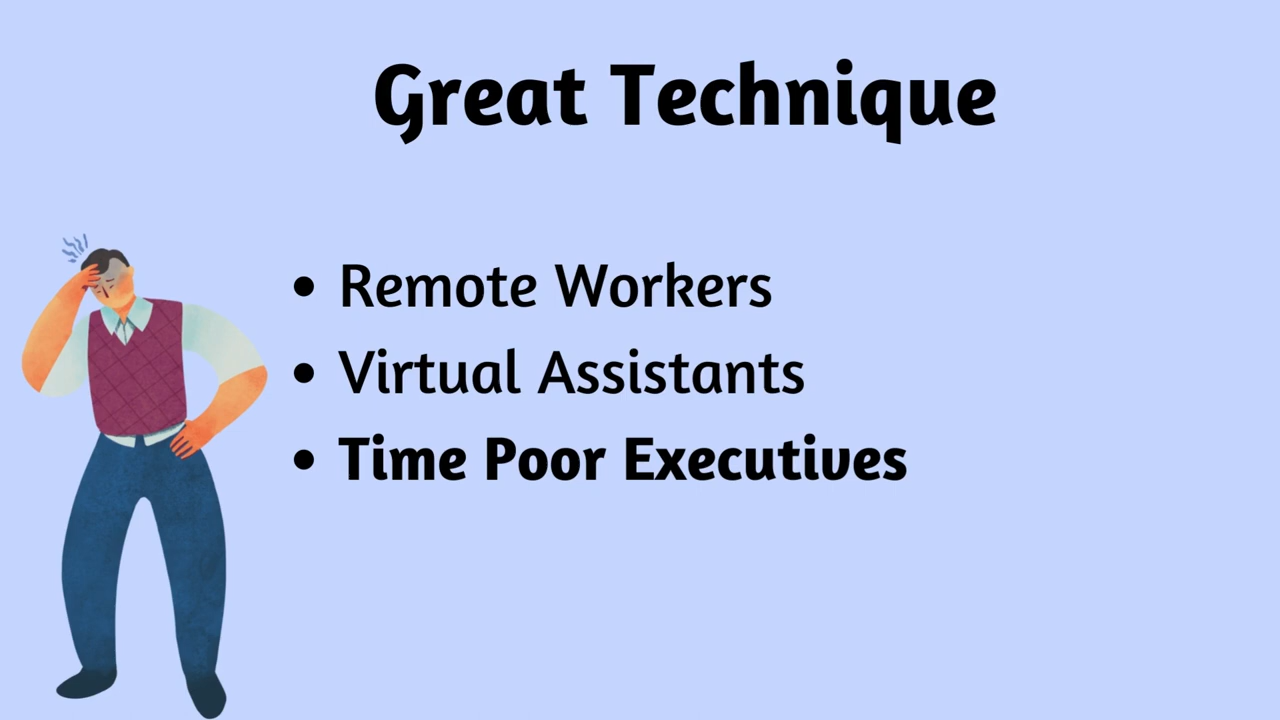 Great Technique
• Remote Workers
• Virtual Assistants
• Time Poor Executives